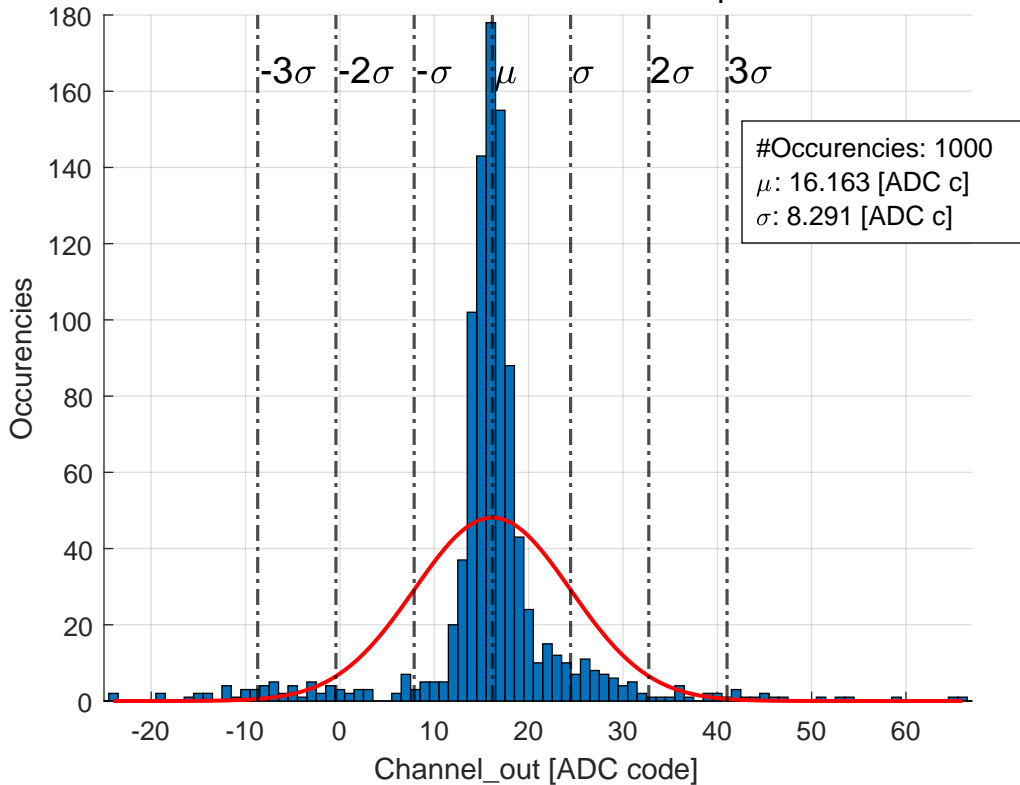 -3σ -2σ -σ μ σ 2σ 3σ
#Occurencies: 1000
μ: 16.163 [ADC c]
σ: 8.291 [ADC c]
180
160
140
120
100
80
60
40
20
0
Occurencies
-20 -10 0 10 20 30 40 50 60
Channel_out [ADC code]